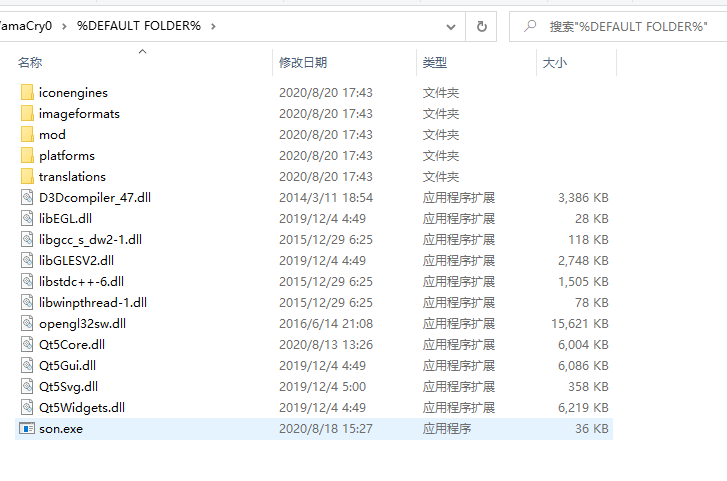 amaCry0 > %DEFAULT FOLDER% >
搜索"%DEFAULT FOLDER%"
名称 修改日期 类型 大小
iconengines 2020/8/20 17:43 文件夹
imageformats 2020/8/20 17:43 文件夹
mod 2020/8/20 17:43 文件夹
platforms 2020/8/20 17:43 文件夹
translations 2020/8/20 17:43 文件夹
D3Dcompiler_47.dll 2014/3/11 18:54 应用程序扩展 3,386 KB
libEGL.dll 2019/12/4 4:49 应用程序扩展 28 KB
libgcc_s_dw2-1.dll 2015/12/29 6:25 应用程序扩展 118 KB
libGLESV2.dll 2019/12/4 4:49 应用程序扩展 2,748 KB
libstdc++-6.dll 2015/12/29 6:25 应用程序扩展 1,505 KB
libwinpthread-1.dll 2015/12/29 6:25 应用程序扩展 78 KB
opengl32sw.dll 2016/6/14 21:08 应用程序扩展 15,621 KB
Qt5Core.dll 2020/8/13 13:26 应用程序扩展 6,004 KB
Qt5Gui.dll 2019/12/4 4:49 应用程序扩展 6,086 KB
Qt5Svg.dll 2019/12/4 5:00 应用程序扩展 358 KB
Qt5Widgets.dll 2019/12/4 4:49 应用程序扩展 6,219 KB
son.exe 2020/8/18 15:27 应用程序 36 KB